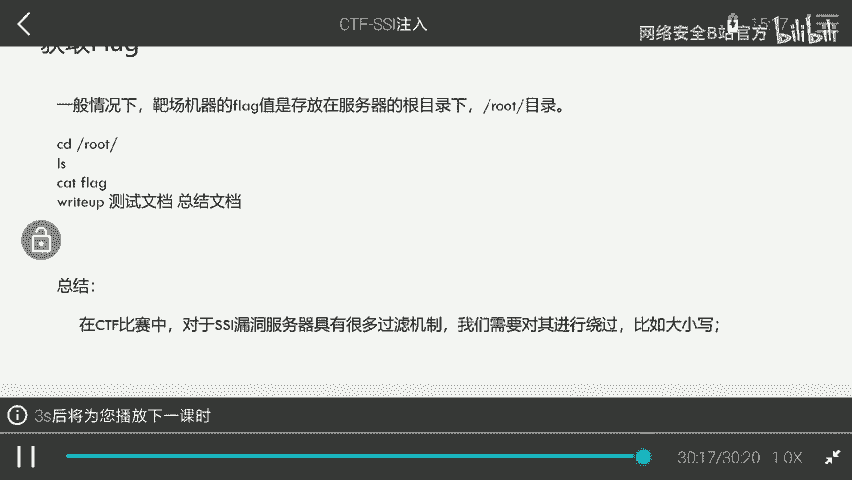 CTF-SSI注入
15:17
网络安全B站官方 bilibili
获取Flag
一般情况下，靶场机器的flag值是存放在服务器的根目录下，/root/目录。
cd /root/
ls
cat flag
writeup 测试文档 总结文档
总结：
在CTF比赛中，对于SSI漏洞服务器具有很多过滤机制，我们需要对其进行绕过，比如大小写；
3s后将为您播放下一课时
30:17/30:20 1.0X